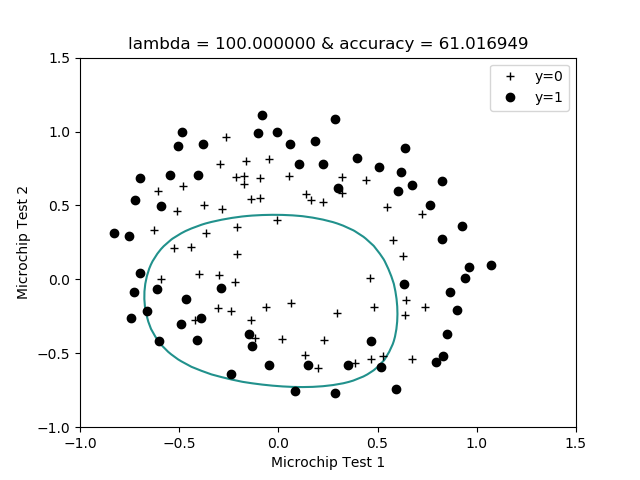 lambda = 100.000000 & accuracy = 61.016949
1.5
y=0
y=1
1.0
0.5
Microchip Test 2
0.0
−0.5
−1.0
−1.0 −0.5 0.0 0.5 1.0 1.5
Microchip Test 1